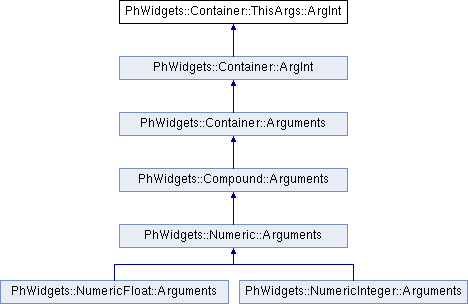 PhWidgets::Container::ThisArgs::ArgInt
PhWidgets::Container::ArgInt
PhWidgets::Container::Arguments
PhWidgets::Compound::Arguments
PhWidgets::Numeric::Arguments
PhWidgets::NumericFloat::Arguments
PhWidgets::NumericInteger::Arguments